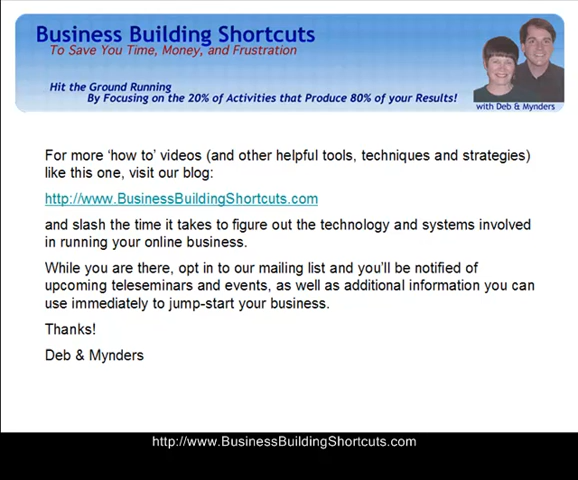 Business Building Shortcuts
To Save You Time, Money, and Frustration
Hit the Ground Running
By Focusing on the 20% of Activities that Produce 80% of your Results!
with Deb & Mynders
For more ‘how to’ videos (and other helpful tools, techniques and strategies)
like this one, visit our blog:
http://www.BusinessBuildingShortcuts.com
and slash the time it takes to figure out the technology and systems involved
in running your online business.
While you are there, opt in to our mailing list and you’ll be notified of
upcoming teleseminars and events, as well as additional information you can
use immediately to jump-start your business.
Thanks!
Deb & Mynders
http://www.BusinessBuildingShortcuts.com